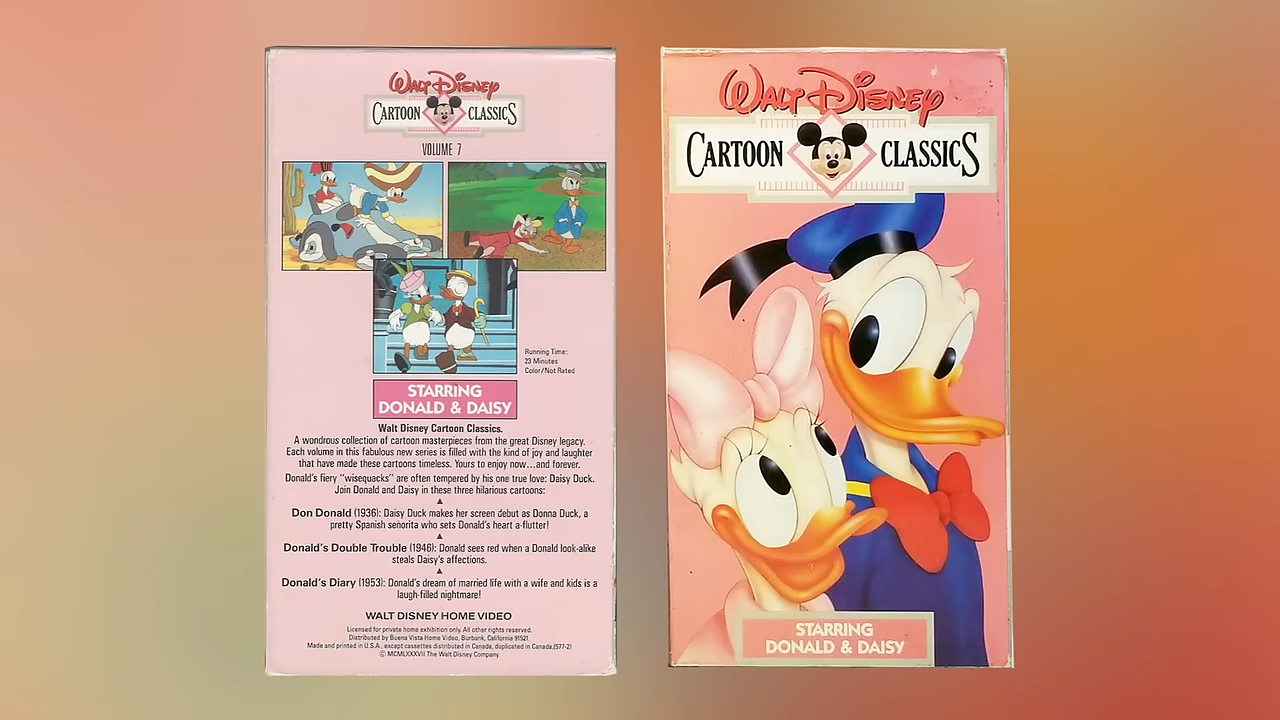 WALT DISNEY
CARTOON CLASSICS
VOLUME 7
Running Time:
23 Minutes
Color/Not Rated
STARRING
DONALD & DAISY
Walt Disney Cartoon Classics.
A wondrous collection of cartoon masterpieces from the great Disney legacy.
Each volume in this fabulous new series is filled with the kind of joy and laughter
that have made these cartoons timeless. Yours to enjoy now...and forever.
Donald's fiery "wisequacks" are often tempered by his one true love: Daisy Duck.
Join Donald and Daisy in these three hilarious cartoons:
Don Donald (1936): Daisy Duck makes her screen debut as Donna Duck, a
pretty Spanish señorita who sets Donald's heart a-flutter!
Donald's Double Trouble (1946): Donald sees red when a Donald look-alike
steals Daisy's affections.
Donald's Diary (1953): Donald's dream of married life with a wife and kids is a
laugh-filled nightmare!
WALT DISNEY HOME VIDEO
Licensed for private home exhibition only. All other rights reserved.
Distributed by Buena Vista Home Video, Burbank, California 91521.
Made and printed in U.S.A., except cassettes distributed in Canada, duplicated in Canada.(577-2)
© MCMLXXXVII The Walt Disney Company.
WALT DISNEY
CARTOON CLASSICS
STARRING
DONALD & DAISY